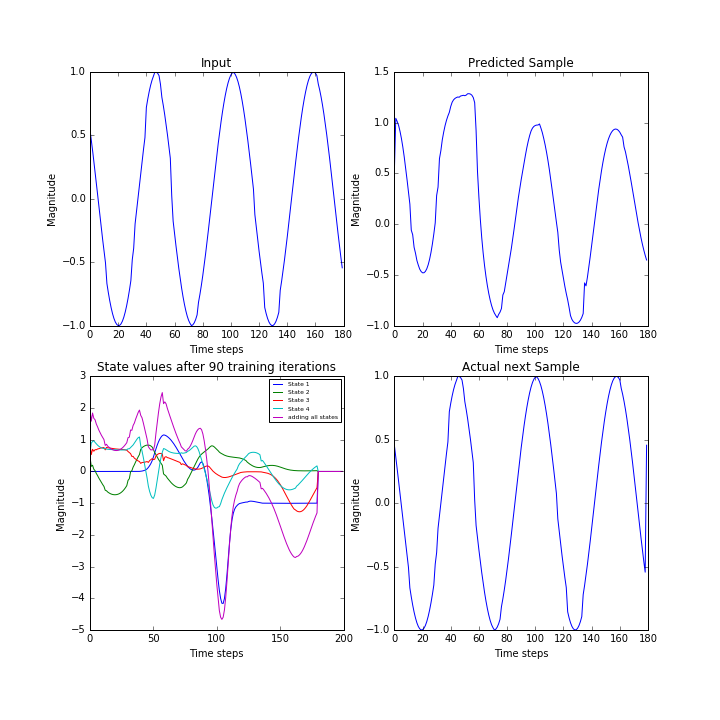 Input
Magnitude
1.0
0.5
0.0
−0.5
−1.0
0 20 40 60 80 100 120 140 160 180
Time steps
Predicted Sample
Magnitude
1.5
1.0
0.5
0.0
−0.5
−1.0
0 20 40 60 80 100 120 140 160 180
Time steps
State values after 90 training iterations
Magnitude
3
2
1
0
−1
−2
−3
−4
−5
State 1
State 2
State 3
State 4
adding all states
0 50 100 150 200
Time steps
Actual next Sample
Magnitude
1.0
0.5
0.0
−0.5
−1.0
0 20 40 60 80 100 120 140 160 180
Time steps